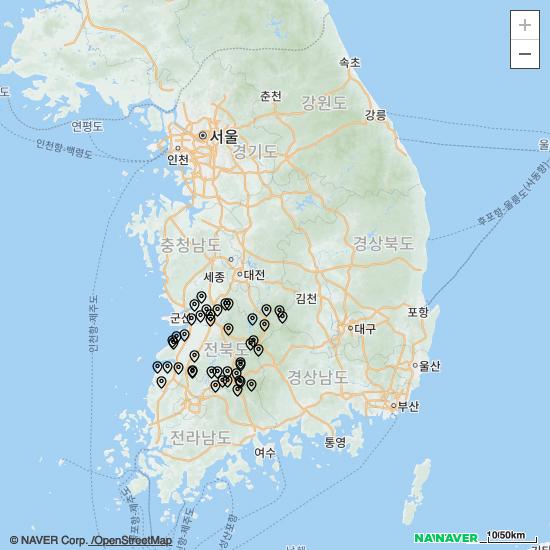 +
−
속초
춘천
강원도
강릉
연평도
서울
인천
경기도
인천항-백령도
울
후포항-울릉도(사동항)
충청남도
경상북도
세종
대전
인천항-제주도
군산
김천
포항
대구
전북도
울산
경상남도
부산
전라남도
여수
통영
© NAVER Corp. /OpenStreetMap
NAVER
10|50km